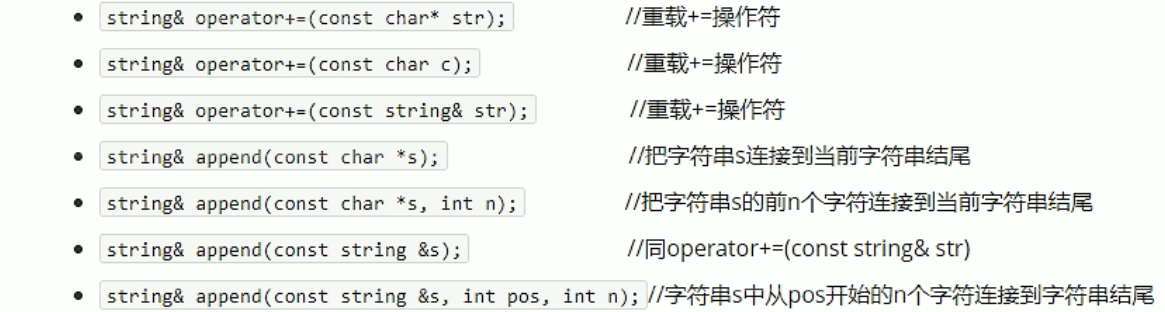 • string& operator+=(const char* str); //重载+=操作符
• string& operator+=(const char c); //重载+=操作符
• string& operator+=(const string& str); //重载+=操作符
• string& append(const char *s); //把字符串s连接到当前字符串结尾
• string& append(const char *s, int n); //把字符串s的前n个字符连接到当前字符串结尾
• string& append(const string &s); //同operator+=(const string& str)
• string& append(const string &s, int pos, int n);//字符串s中从pos开始的n个字符连接到字符串结尾